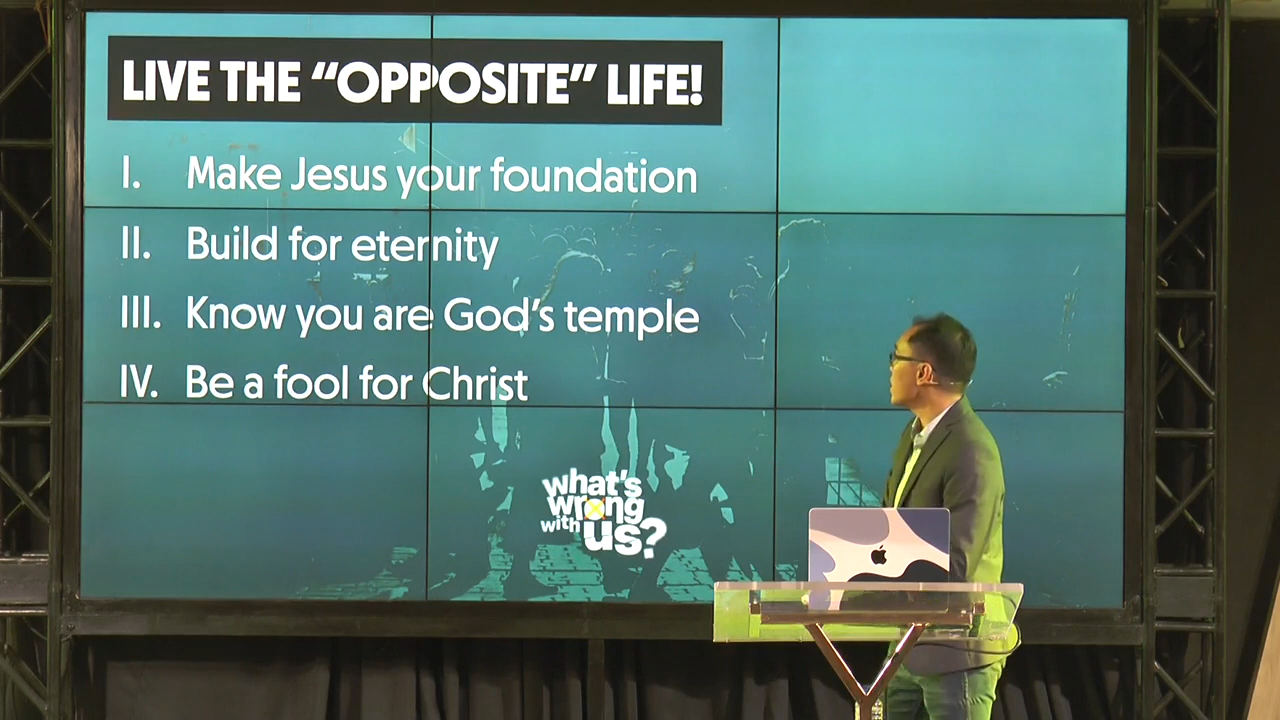 LIVE THE “OPPOSITE” LIFE!
I. Make Jesus your foundation
II. Build for eternity
III. Know you are God’s temple
IV. Be a fool for Christ
what’s
wrong
with us?